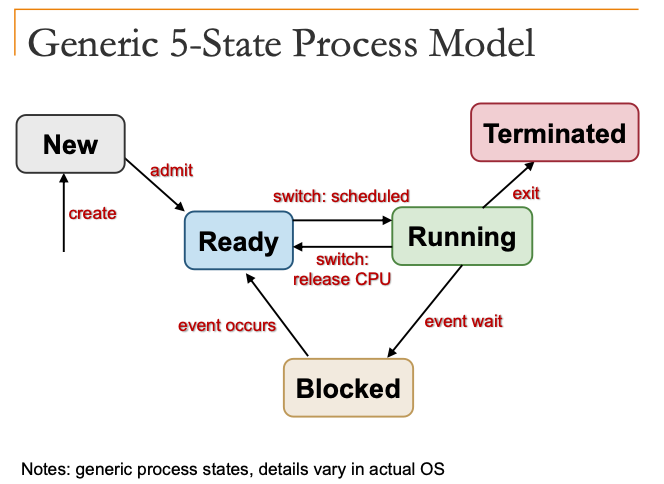 Generic 5-State Process Model
New
Terminated
admit
create
switch: scheduled
exit
Ready
Running
switch:
release CPU
event occurs
event wait
Blocked
Notes: generic process states, details vary in actual OS